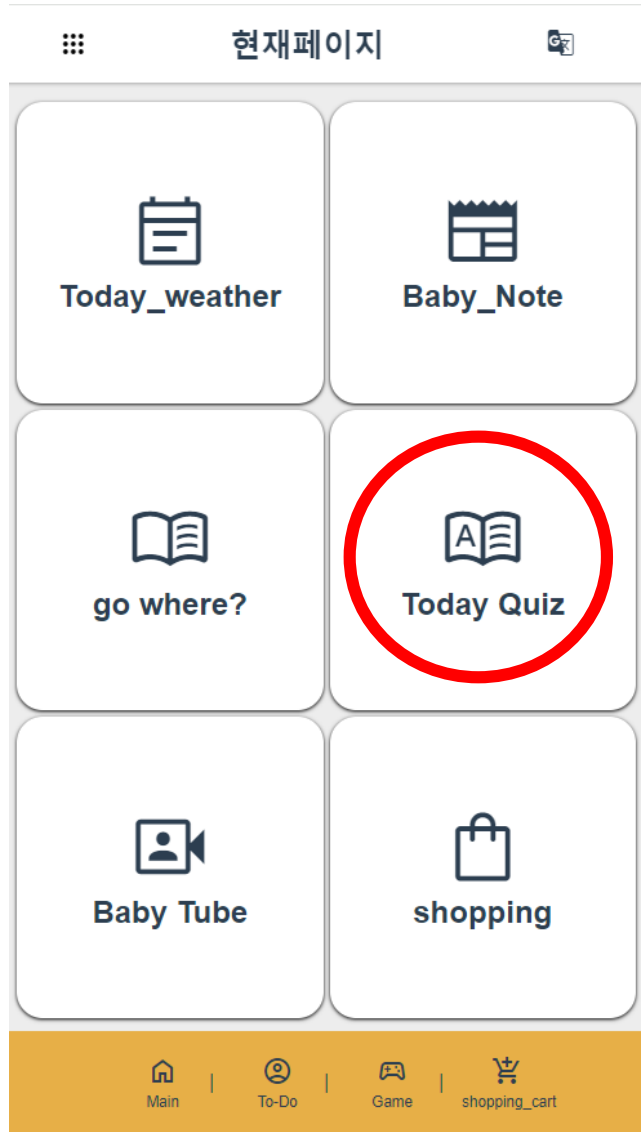 현재페이지
Today_weather
Baby_Note
go where?
A
Today Quiz
Baby Tube
shopping
Main | To-Do | Game | shopping_cart